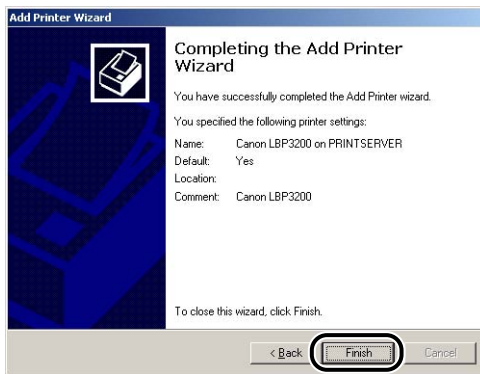 Add Printer Wizard
Completing the Add Printer
Wizard
You have successfully completed the Add Printer wizard.
You specified the following printer settings:
Name: Canon LBP3200 on PRINTSERVER
Default: Yes
Location:
Comment: Canon LBP3200
To close this wizard, click Finish.
< Back Finish Cancel